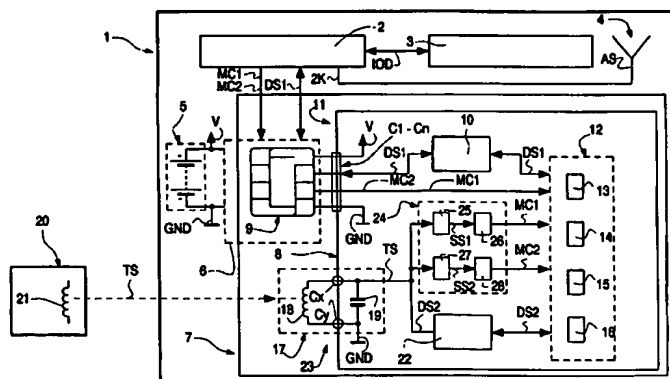 1
2
3
4
IOD
AS
MC1
MC2
DS1
2K
5
V
11
C1 - Cn
V
10
12
DS1
DS1
MC2
MC1
13
GND
9
24
25
MC1
GND
SS1
26
14
20
6
8
TS
27
MC2
21
TS
Cx
SS2
28
15
18
Cy
19
DS2
DS2
16
7
17
23
GND
22